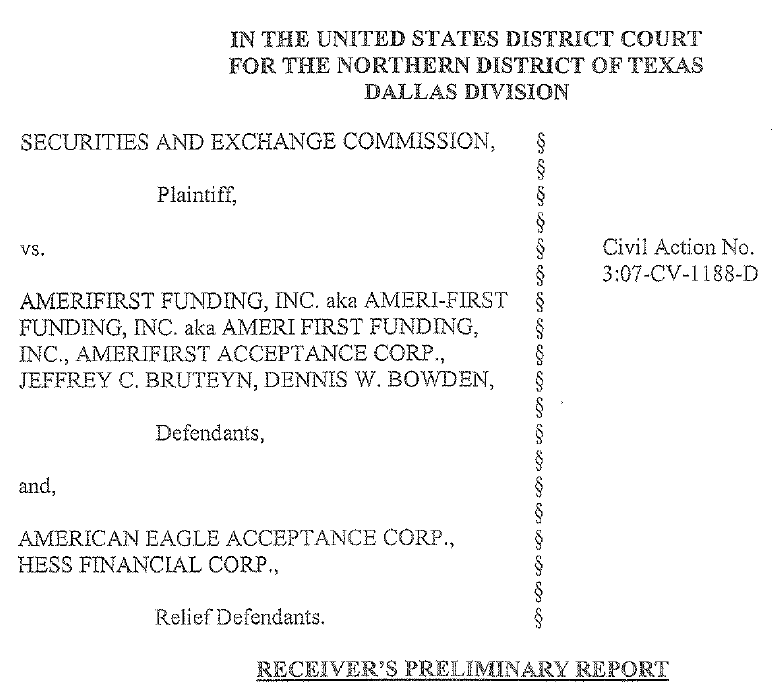 IN THE UNITED STATES DISTRICT COURT
FOR THE NORTHERN DISTRICT OF TEXAS
DALLAS DIVISION
SECURITIES AND EXCHANGE COMMISSION, §
§
Plaintiff, §
§
vs. § Civil Action No.
§ 3:07-CV-1188-D
AMERIFIRST FUNDING, INC. aka AMERI-FIRST §
FUNDING, INC. aka AMERI FIRST FUNDING, §
INC., AMERIFIRST ACCEPTANCE CORP., §
JEFFREY C. BRUTEYN, DENNIS W. BOWDEN, §
§
Defendants, §
§
and, §
§
AMERICAN EAGLE ACCEPTANCE CORP., §
HESS FINANCIAL CORP., §
§
Relief Defendants. §
RECEIVER'S PRELIMINARY REPORT